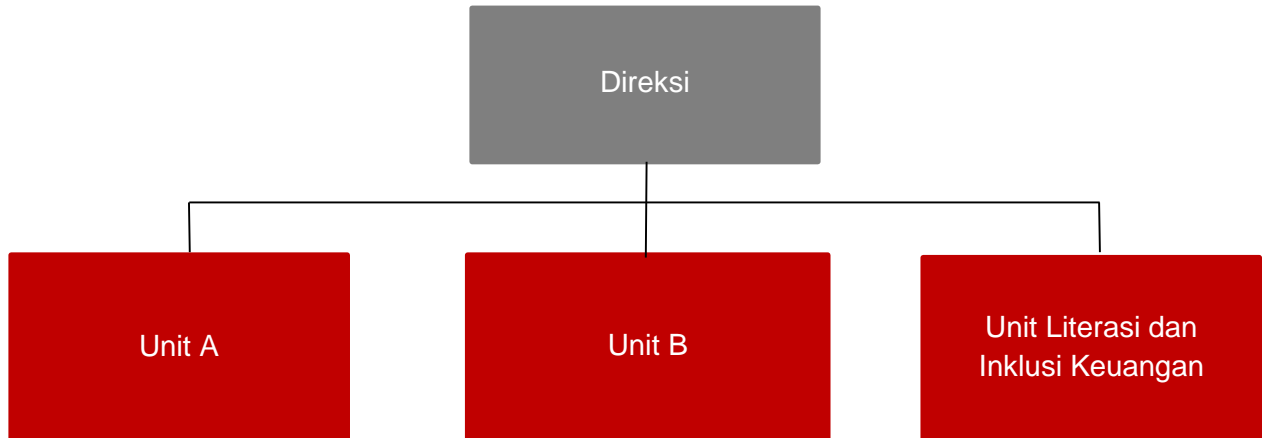 Direksi
Unit A
Unit B
Unit Literasi dan
Inklusi Keuangan